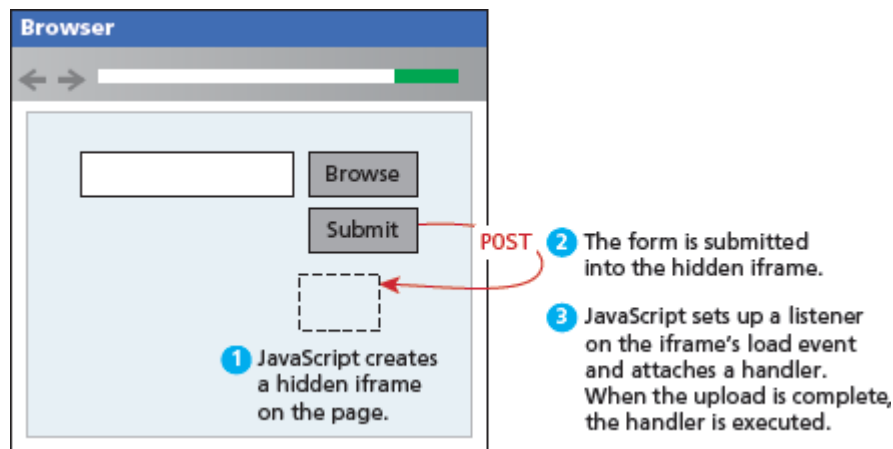 Browser
Browse
Submit
POST
1 JavaScript creates
a hidden iframe
on the page.
2 The form is submitted
into the hidden iframe.
3 JavaScript sets up a listener
on the iframe's load event
and attaches a handler.
When the upload is complete,
the handler is executed.